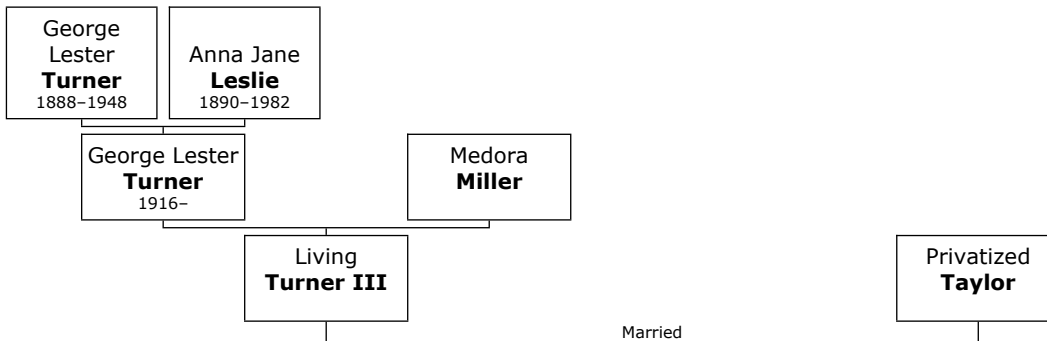 George
Lester
Turner
1888–1948
Anna Jane
Leslie
1890–1982
George Lester
Turner
1916–
Medora
Miller
Living
Turner III
Privatized
Taylor
Married